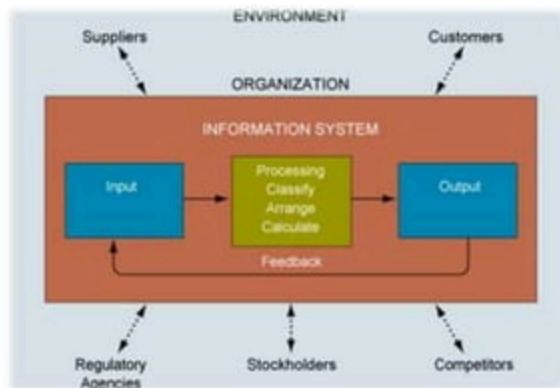 ENVIRONMENT
Suppliers
Customers
ORGANIZATION
INFORMATION SYSTEM
Input
Processing
Classify
Arrange
Calculate
Output
Feedback
Regulatory
Agencies
Stockholders
Competitors